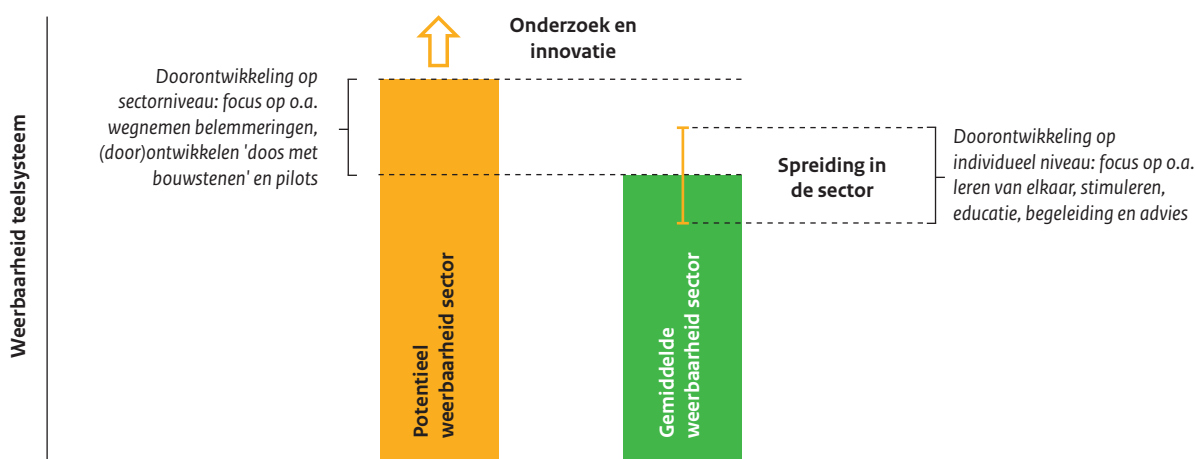 Weerbaarheid teelsysteem
Doorontwikkeling op
sectorniveau: focus op o.a.
wegnemen belemmeringen,
(door)ontwikkelen 'doos met
bouwstenen' en pilots
Onderzoek en
innovatie
Potentieel
weerbaarheid sector
Gemiddelde
weerbaarheid sector
Spreiding in
de sector
Doorontwikkeling op
individueel niveau: focus op o.a.
leren van elkaar, stimuleren,
educatie, begeleiding en advies